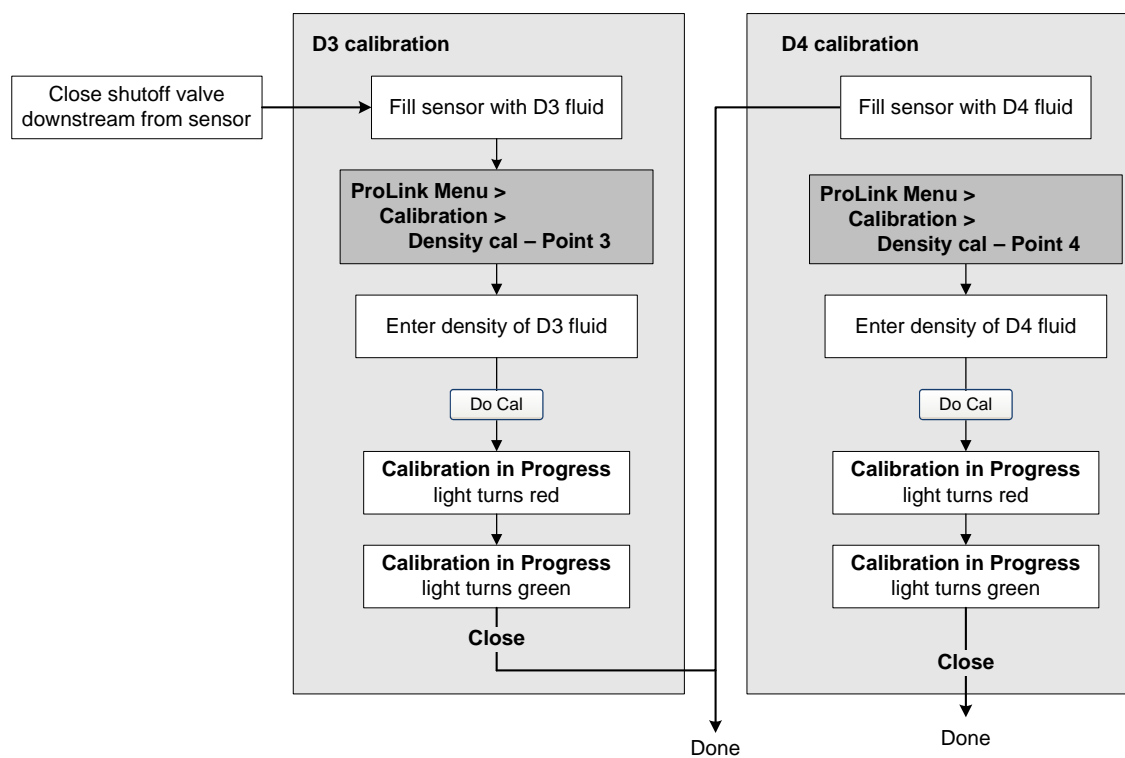 Close shutoff valve
downstream from sensor
D3 calibration
Fill sensor with D3 fluid
ProLink Menu >
Calibration >
Density cal – Point 3
Enter density of D3 fluid
Do Cal
Calibration in Progress
light turns red
Calibration in Progress
light turns green
Close
Done
D4 calibration
Fill sensor with D4 fluid
ProLink Menu >
Calibration >
Density cal – Point 4
Enter density of D4 fluid
Do Cal
Calibration in Progress
light turns red
Calibration in Progress
light turns green
Close
Done